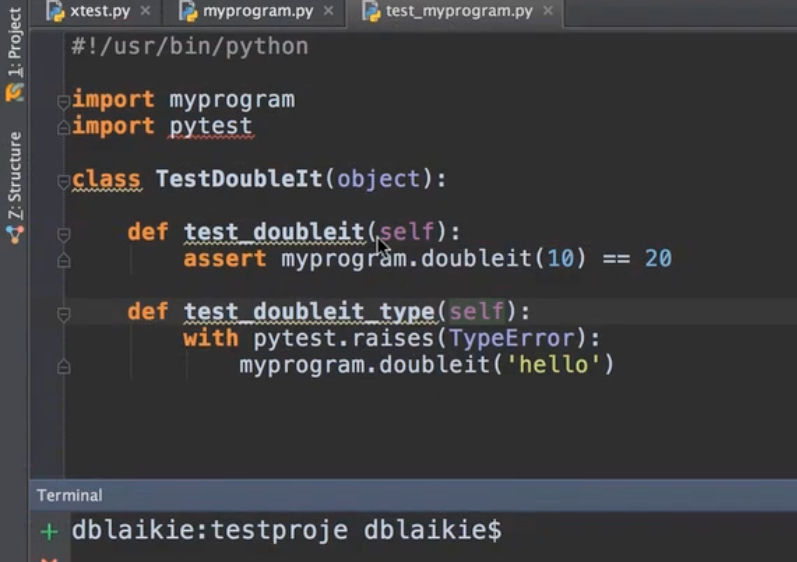 xtest.py × myprogram.py × test_myprogram.py ×
1: Project
Z: Structure
#!/usr/bin/python
import myprogram
import pytest
class TestDoubleIt(object):
def test_doubleit(self):
assert myprogram.doubleit(10) == 20
def test_doubleit_type(self):
with pytest.raises(TypeError):
myprogram.doubleit('hello')
Terminal
+ dblaikie:testproje dblaikie$